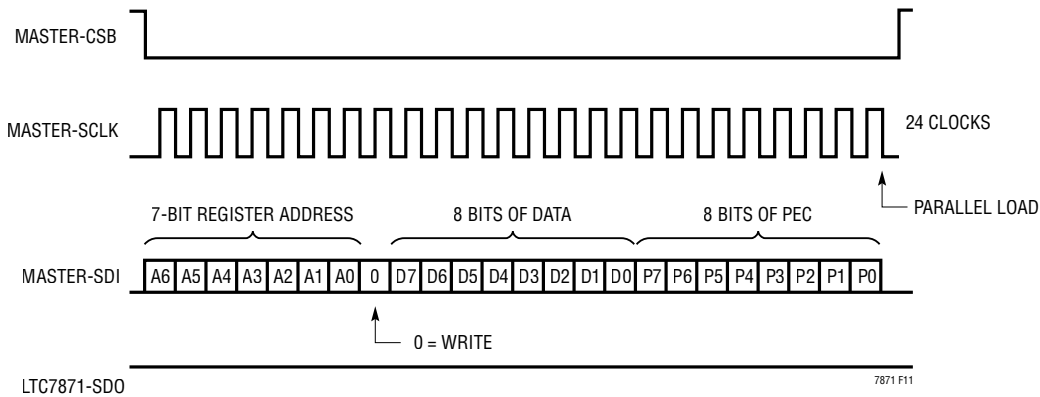 MASTER-CSB
MASTER-SCLK
24 CLOCKS
PARALLEL LOAD
7-BIT REGISTER ADDRESS 8 BITS OF DATA 8 BITS OF PEC
MASTER-SDI A6 A5 A4 A3 A2 A1 A0 0 D7 D6 D5 D4 D3 D2 D1 D0 P7 P6 P5 P4 P3 P2 P1 P0
0 = WRITE
LTC7871-SDO
7871 F11